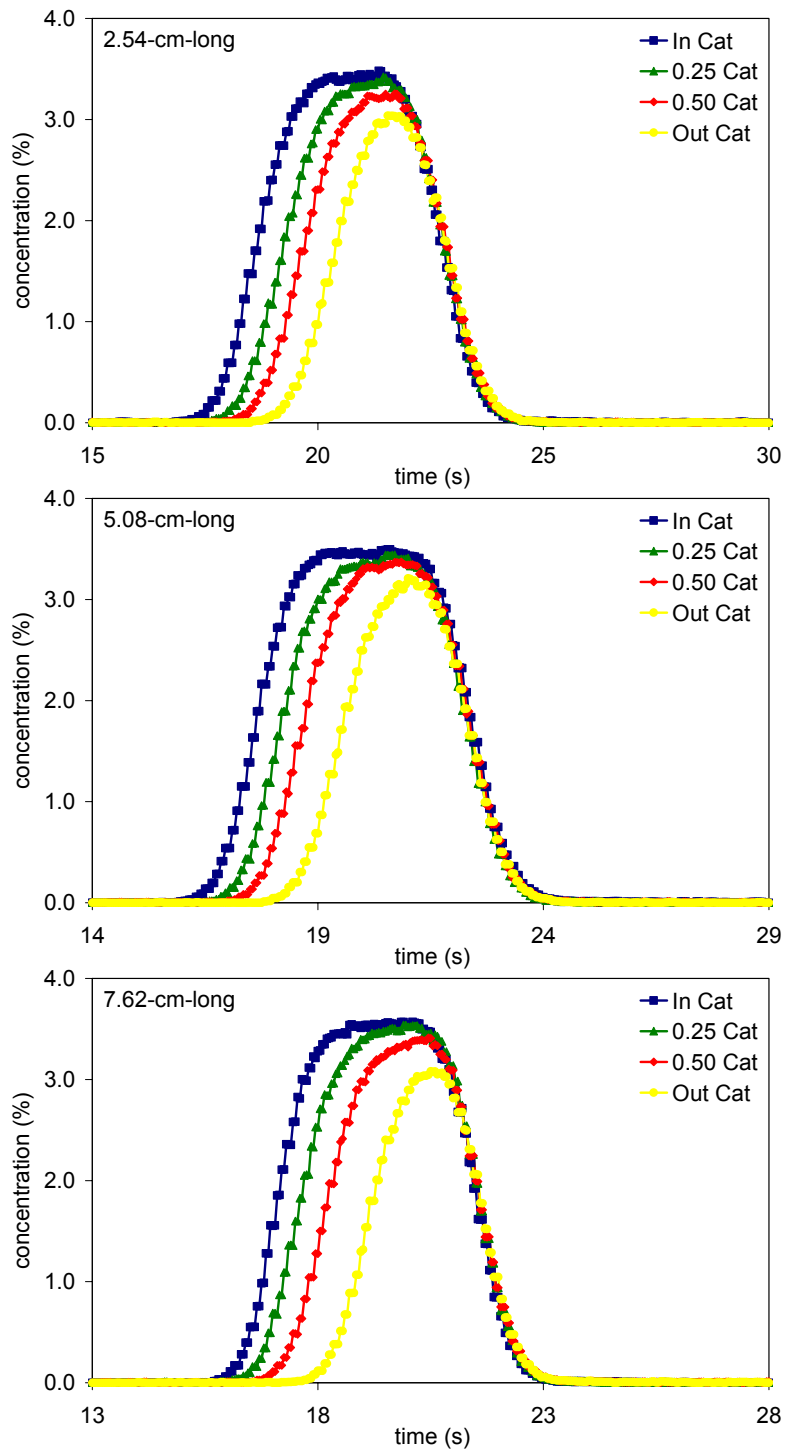 2.54-cm-long
In Cat
0.25 Cat
0.50 Cat
Out Cat
concentration (%)
4.0
3.0
2.0
1.0
0.0
15 20 25 30
time (s)
5.08-cm-long
In Cat
0.25 Cat
0.50 Cat
Out Cat
concentration (%)
4.0
3.0
2.0
1.0
0.0
14 19 24 29
time (s)
7.62-cm-long
In Cat
0.25 Cat
0.50 Cat
Out Cat
concentration (%)
4.0
3.0
2.0
1.0
0.0
13 18 23 28
time (s)